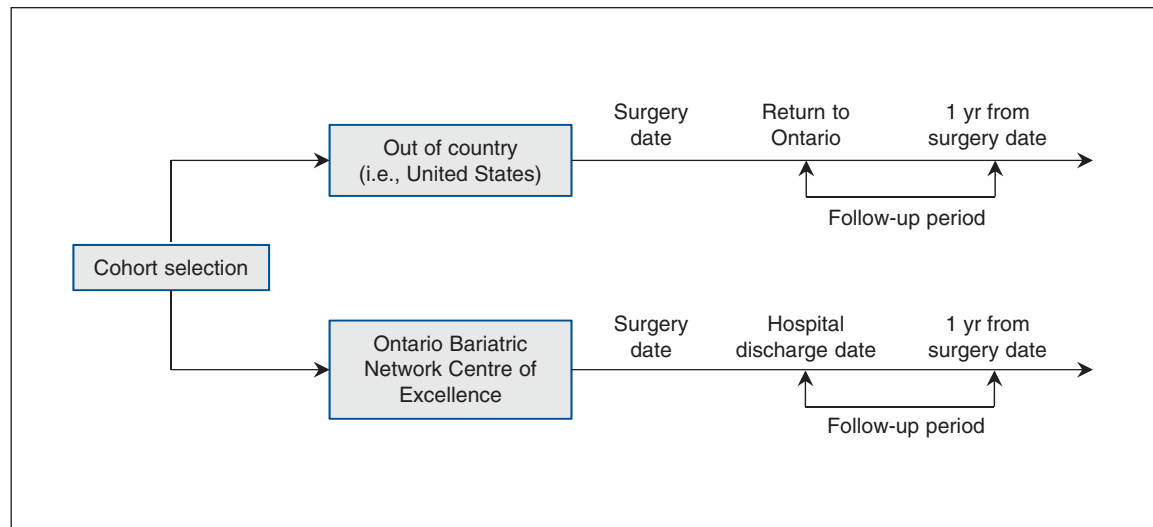 Surgery
date
Return to
Ontario
1 yr from
surgery date
Out of country
(i.e., United States)
Follow-up period
Cohort selection
Surgery
date
Hospital
discharge date
1 yr from
surgery date
Ontario Bariatric
Network Centre of
Excellence
Follow-up period